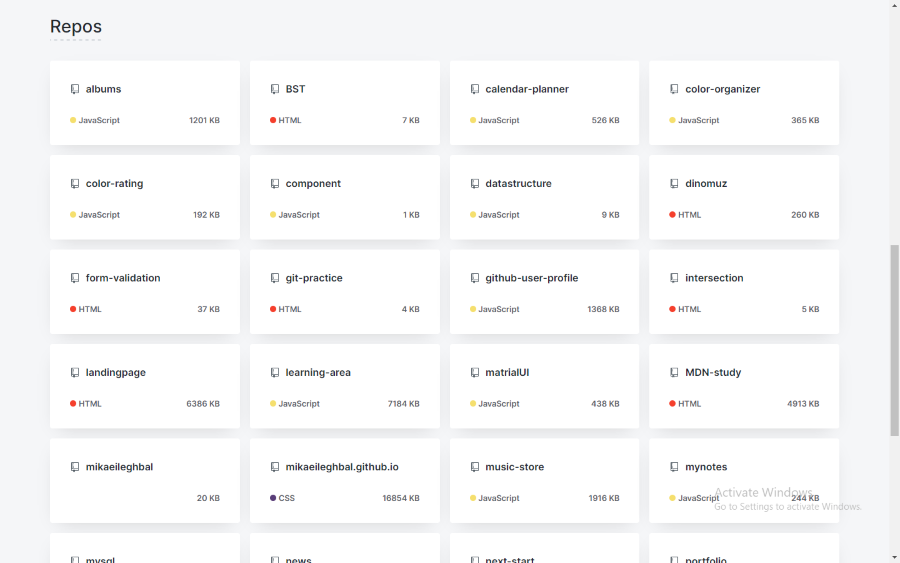 Repos
albums
JavaScript 1201 KB
BST
HTML 7 KB
calendar-planner
JavaScript 526 KB
color-organizer
JavaScript 365 KB
color-rating
JavaScript 192 KB
component
JavaScript 1 KB
datastructure
JavaScript 9 KB
dinomuz
HTML 260 KB
form-validation
HTML 37 KB
git-practice
HTML 4 KB
github-user-profile
JavaScript 1368 KB
intersection
HTML 5 KB
landingpage
HTML 6386 KB
learning-area
JavaScript 7184 KB
matrialUI
JavaScript 438 KB
MDN-study
HTML 4913 KB
mikaeileghbal
20 KB
mikaeileghbal.github.io
CSS 16854 KB
music-store
JavaScript 1916 KB
mynotes
JavaScript 244 KB
Activate Windows
Go to Settings to activate Windows.
mysql
news
next-start
portfolio